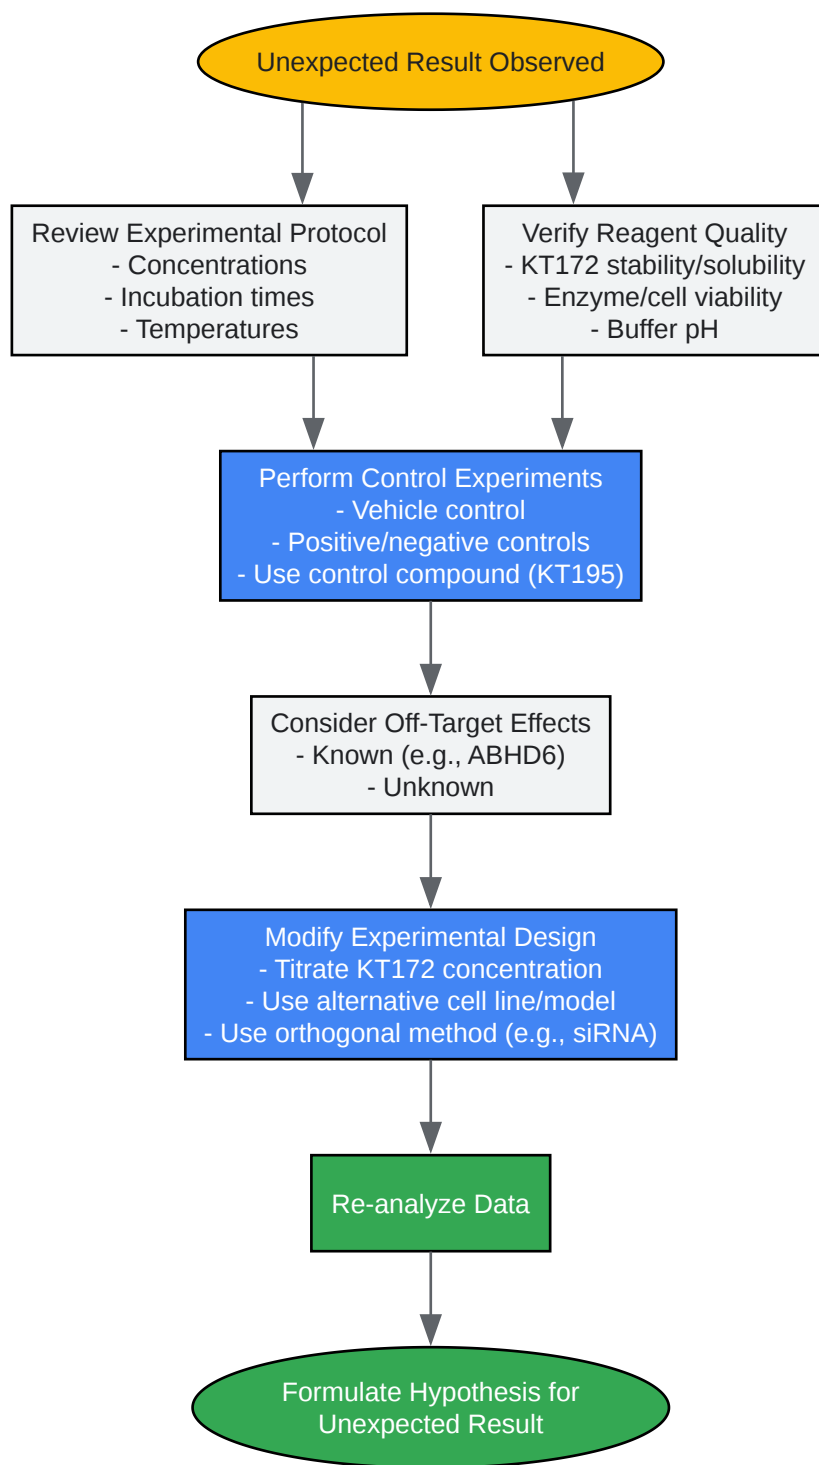 Unexpected Result Observed
Review Experimental Protocol
- Concentrations
- Incubation times
- Temperatures
Verify Reagent Quality
- KT172 stability/solubility
- Enzyme/cell viability
- Buffer pH
Perform Control Experiments
- Vehicle control
- Positive/negative controls
- Use control compound (KT195)
Consider Off-Target Effects
- Known (e.g., ABHD6)
- Unknown
Modify Experimental Design
- Titrate KT172 concentration
- Use alternative cell line/model
- Use orthogonal method (e.g., siRNA)
Re-analyze Data
Formulate Hypothesis for
Unexpected Result